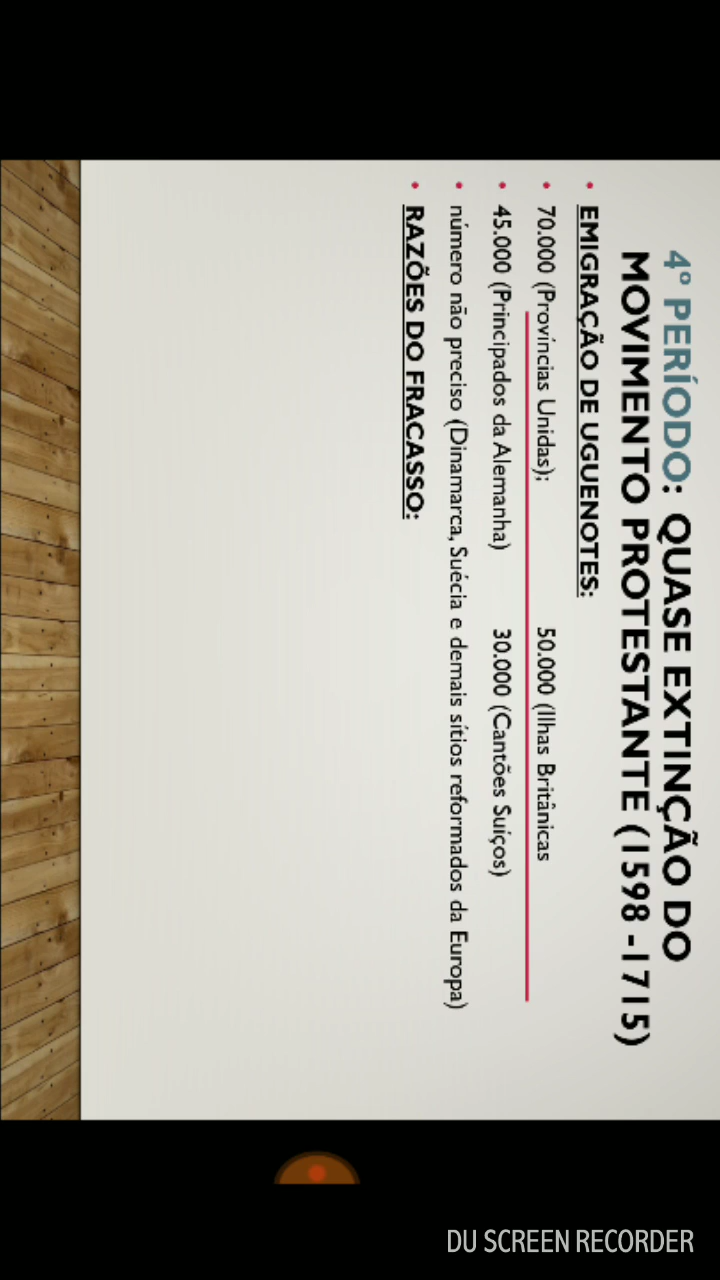 4º PERÍODO: QUASE EXTINÇÃO DO
MOVIMENTO PROTESTANTE (1598 -1715)
• EMIGRAÇÃO DE UGUENOTES:
• 70.000 (Províncias Unidas); 50.000 (Ilhas Britânicas
• 45.000 (Principados da Alemanha) 30.000 (Cantões Suíços)
• número não preciso (Dinamarca, Suécia e demais sítios reformados da Europa)
• RAZÕES DO FRACASSO:
DU SCREEN RECORDER